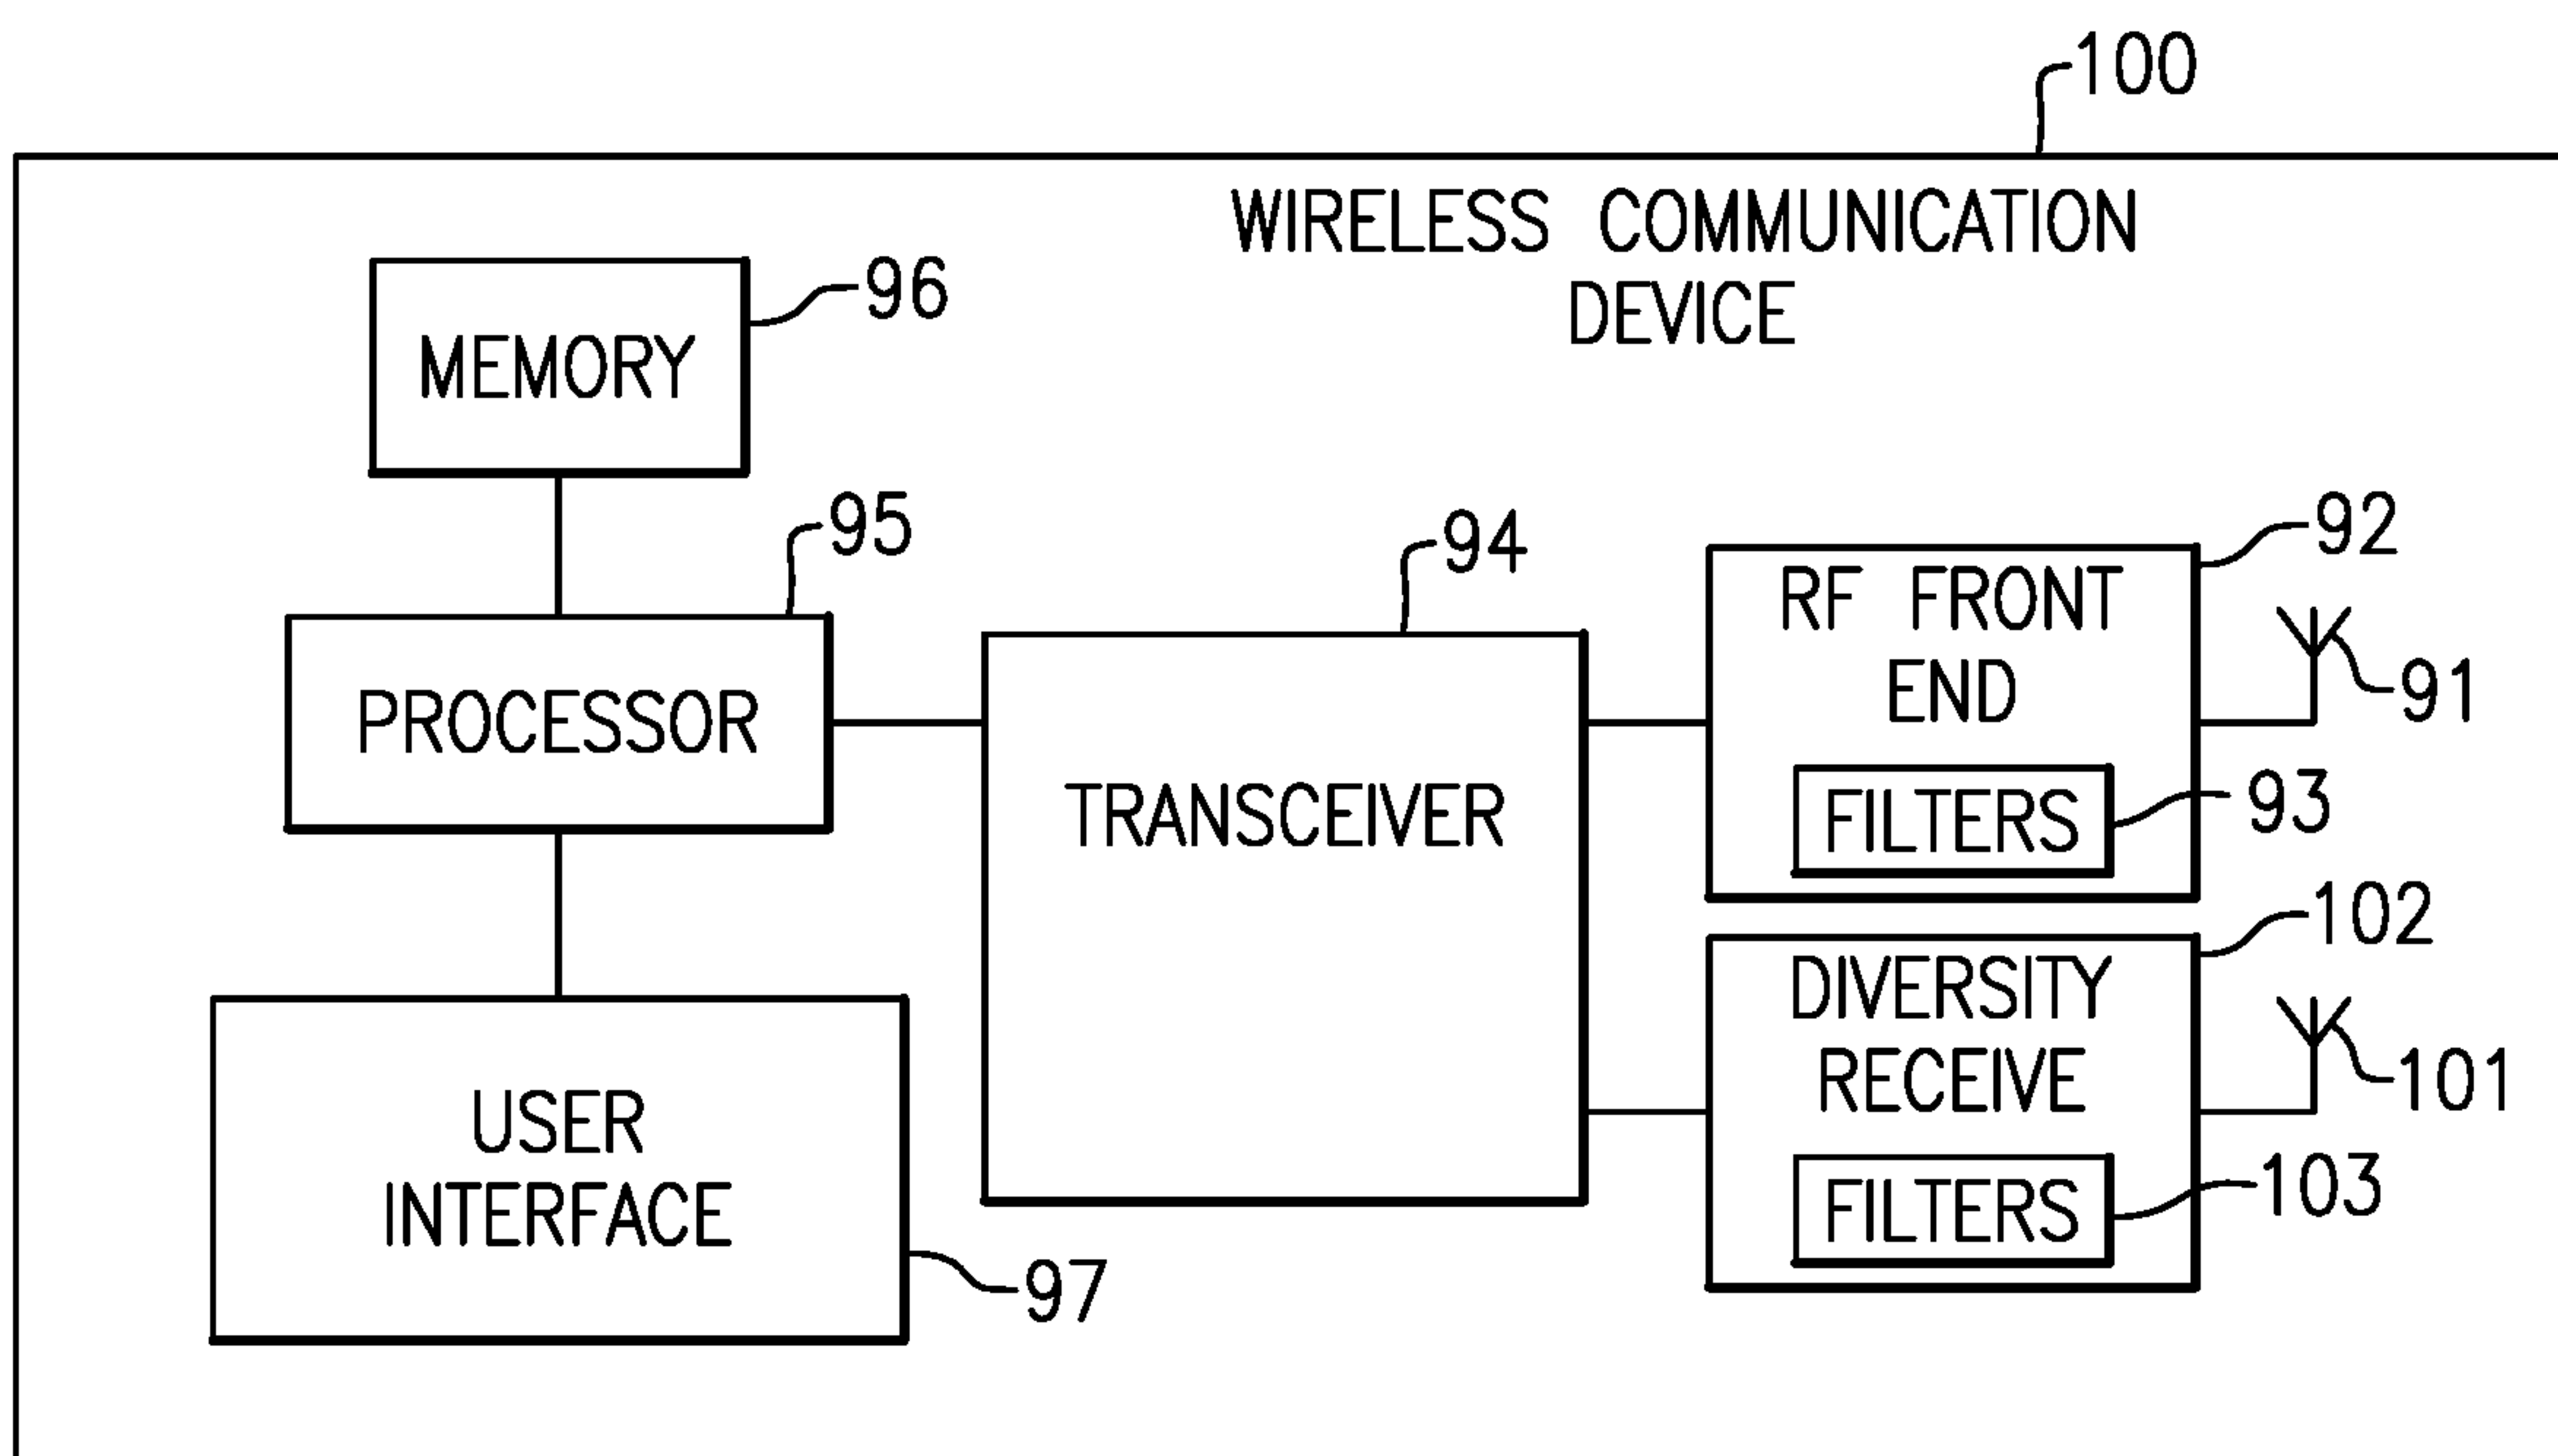 100
WIRELESS COMMUNICATION
DEVICE
MEMORY
96
PROCESSOR
95
TRANSCEIVER
94
RF FRONT
END
92
91
FILTERS
93
DIVERSITY
RECEIVE
102
101
FILTERS
103
USER
INTERFACE
97